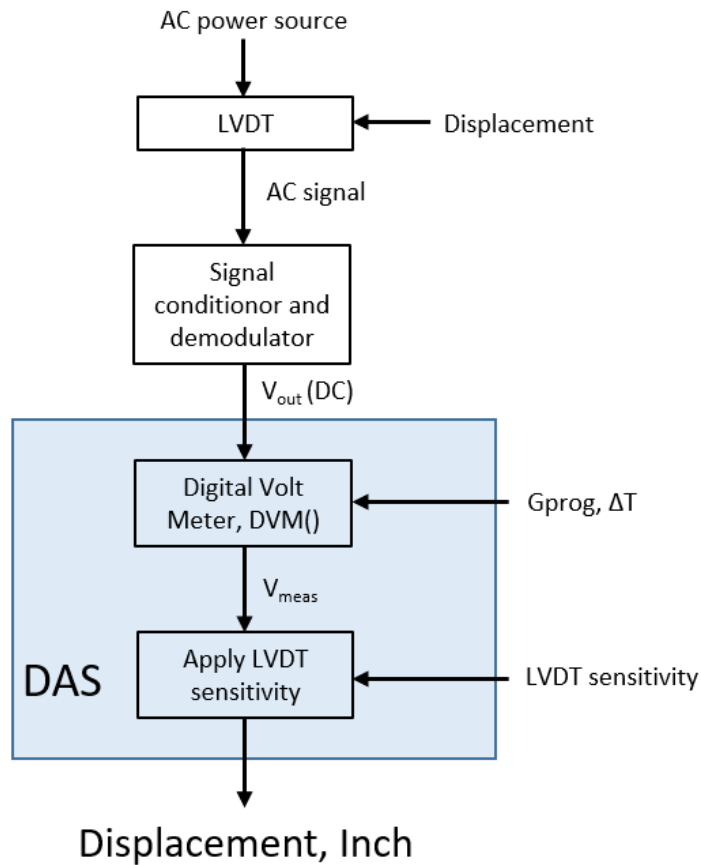 AC power source
LVDT
Displacement
AC signal
Signal
conditionor and
demodulator
Vout (DC)
Digital Volt
Meter, DVM()
Gprog, ΔT
Vmeas
DAS
Apply LVDT
sensitivity
LVDT sensitivity
Displacement, Inch